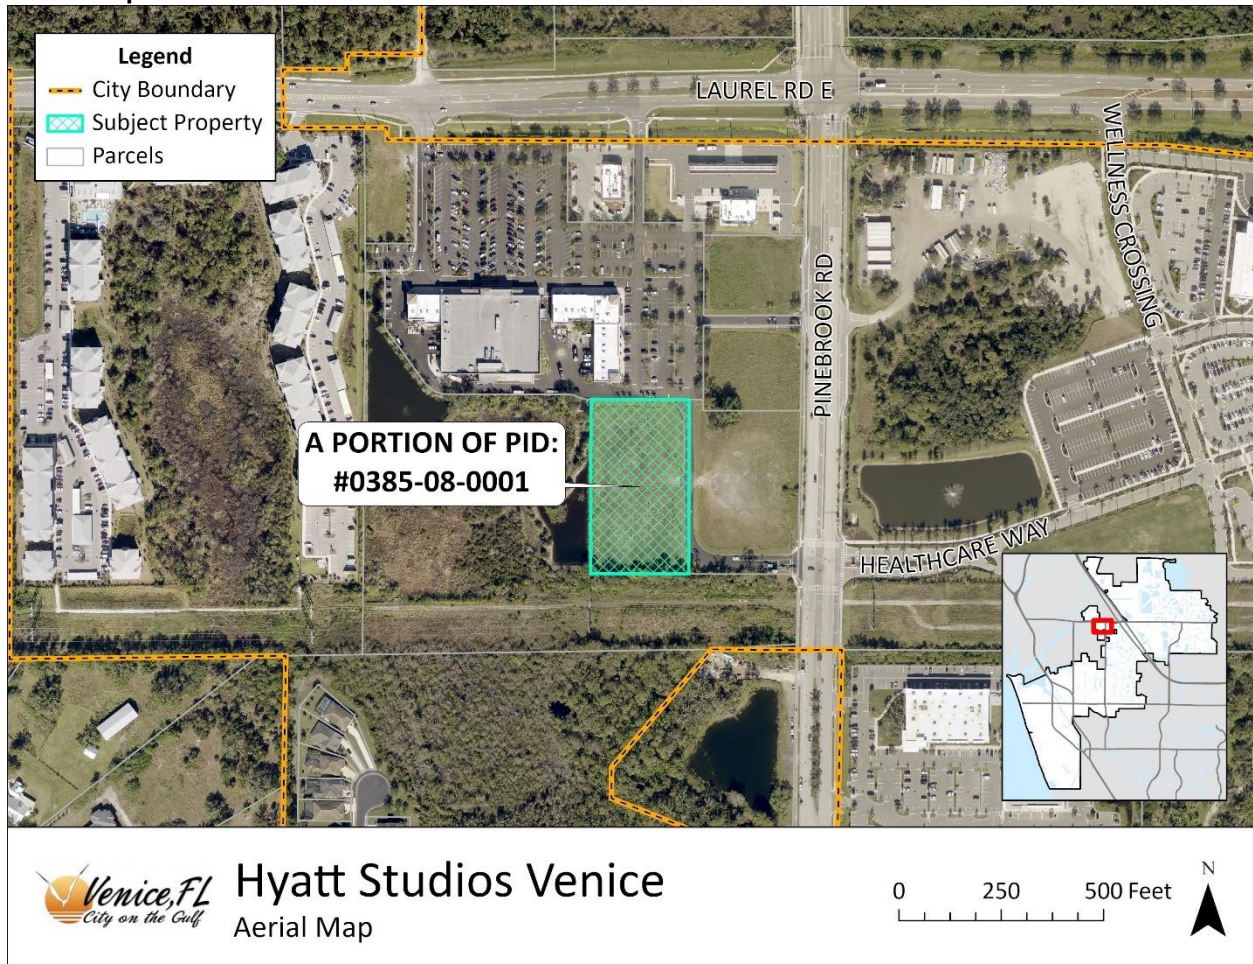 Legend
City Boundary
Subject Property
Parcels
LAUREL RD E
WELLNESS CROSSING
PINEBROOK RD
A PORTION OF PID:
#0385-08-0001
HEALTHCARE WAY
Venice, FL
City on the Gulf
Hyatt Studios Venice
Aerial Map
0 250 500 Feet
N